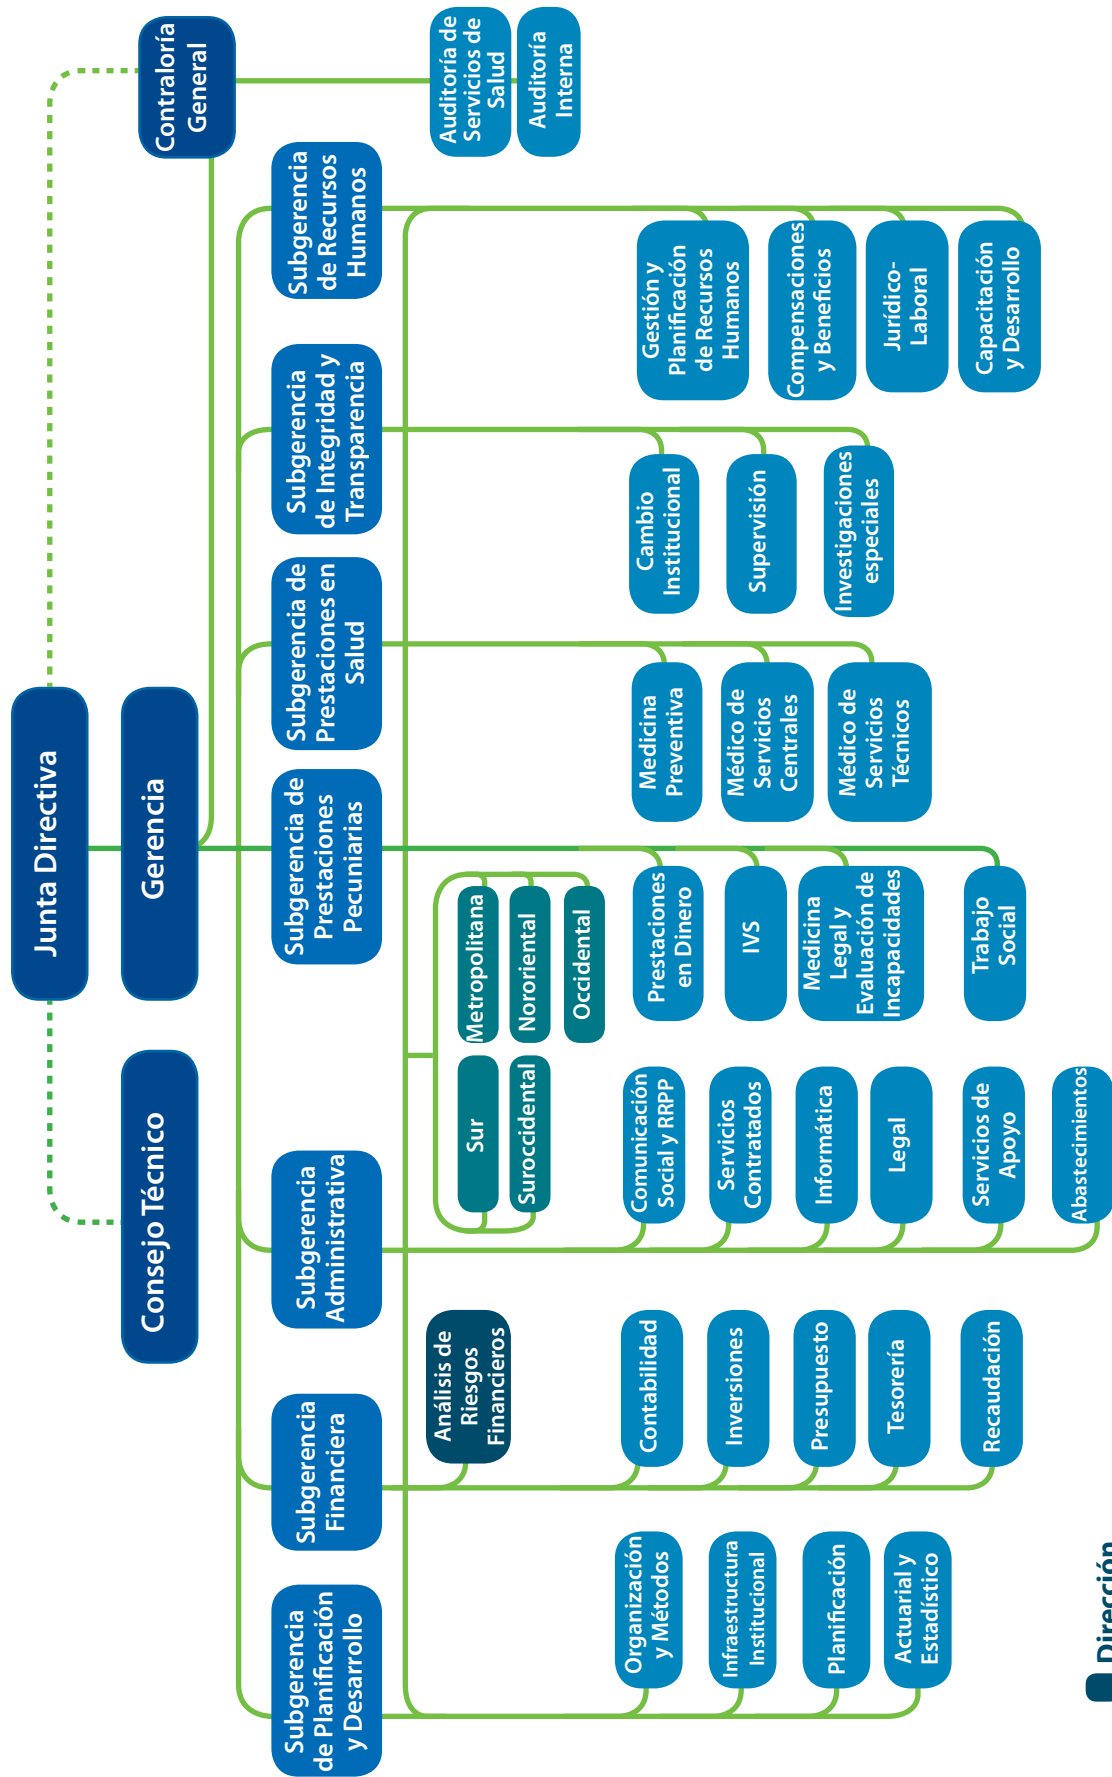 Junta Directiva
Consejo Técnico
Gerencia
Contraloría
General
Subgerencia
de Planificación
y Desarrollo
Subgerencia
Financiera
Subgerencia
Administrativa
Subgerencia de
Prestaciones
Pecuniarias
Subgerencia de
Prestaciones en
Salud
Subgerencia
de Integridad y
Transparencia
Subgerencia
de Recursos
Humanos
Análisis de
Riesgos
Financieros
Sur
Metropolitana
Suroccidental
Nororiental
Occidental
Auditoría de
Servicios de
Salud
Auditoría
Interna
Organización
y Métodos
Infraestructura
Institucional
Planificación
Actuarial y
Estadístico
Contabilidad
Inversiones
Presupuesto
Tesorería
Recaudación
Comunicación
Social y RRPP
Servicios
Contratados
Informática
Legal
Servicios de
Apoyo
Abastecimientos
Prestaciones
en Dinero
IVS
Medicina
Legal y
Evaluación de
Incapacidades
Trabajo
Social
Medicina
Preventiva
Médico de
Servicios
Centrales
Médico de
Servicios
Técnicos
Cambio
Institucional
Supervisión
Investigaciones
especiales
Gestión y
Planificación
de Recursos
Humanos
Compensaciones
y Beneficios
Jurídico-
Laboral
Capacitación
y Desarrollo
Dirección